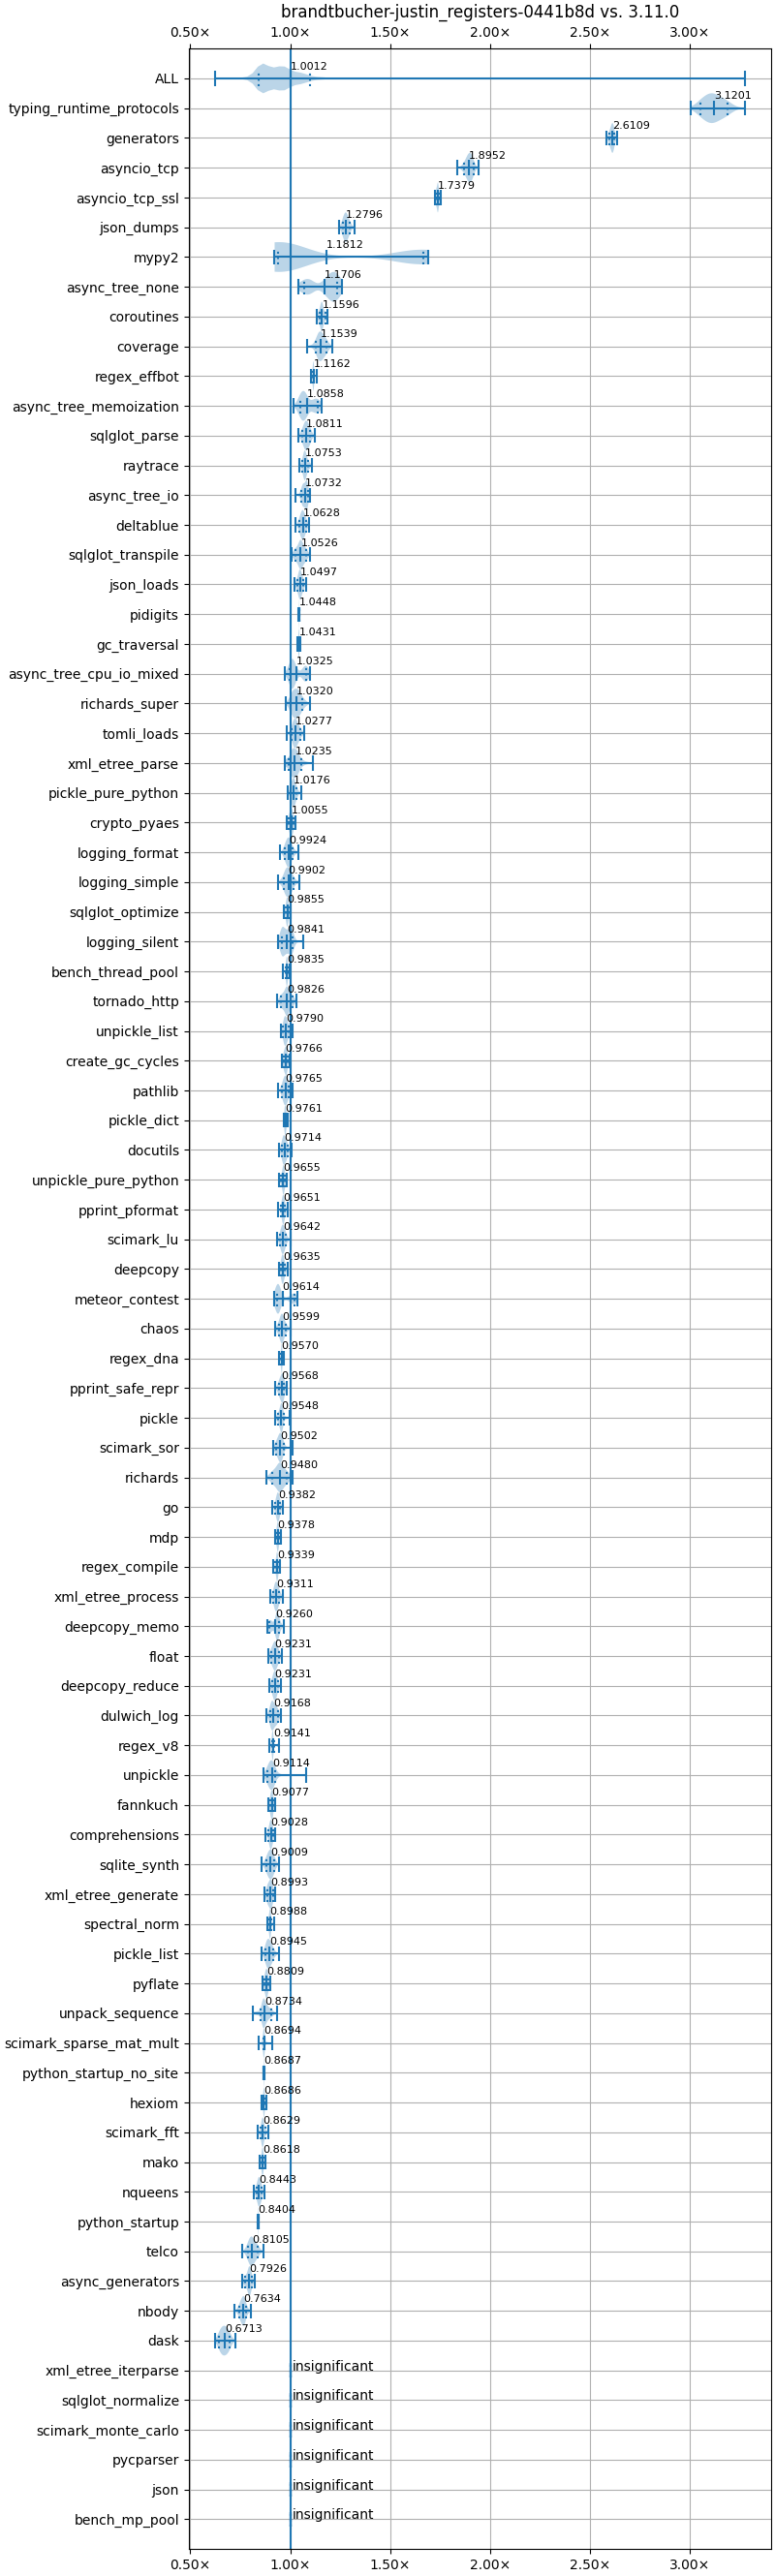 brandtbucher-justin_registers-0441b8d vs. 3.11.0
0.50× 1.00× 1.50× 2.00× 2.50× 3.00×
ALL 1.0012
typing_runtime_protocols 3.1201
generators 2.6109
asyncio_tcp 1.8952
asyncio_tcp_ssl 1.7379
json_dumps 1.2796
mypy2 1.1812
async_tree_none 1.1706
coroutines 1.1596
coverage 1.1539
regex_effbot 1.1162
async_tree_memoization 1.0858
sqlglot_parse 1.0811
raytrace 1.0753
async_tree_io 1.0732
deltablue 1.0628
sqlglot_transpile 1.0526
json_loads 1.0497
pidigits 1.0448
gc_traversal 1.0431
async_tree_cpu_io_mixed 1.0325
richards_super 1.0320
tomli_loads 1.0277
xml_etree_parse 1.0235
pickle_pure_python 1.0176
crypto_pyaes 1.0055
logging_format 0.9924
logging_simple 0.9902
sqlglot_optimize 0.9855
logging_silent 0.9841
bench_thread_pool 0.9835
tornado_http 0.9826
unpickle_list 0.9790
create_gc_cycles 0.9766
pathlib 0.9765
pickle_dict 0.9761
docutils 0.9714
unpickle_pure_python 0.9655
pprint_pformat 0.9651
scimark_lu 0.9642
deepcopy 0.9635
meteor_contest 0.9614
chaos 0.9599
regex_dna 0.9570
pprint_safe_repr 0.9568
pickle 0.9548
scimark_sor 0.9502
richards 0.9480
go 0.9382
mdp 0.9378
regex_compile 0.9339
xml_etree_process 0.9311
deepcopy_memo 0.9260
float 0.9231
deepcopy_reduce 0.9231
dulwich_log 0.9168
regex_v8 0.9141
unpickle 0.9114
fannkuch 0.9077
comprehensions 0.9028
sqlite_synth 0.9009
xml_etree_generate 0.8993
spectral_norm 0.8988
pickle_list 0.8945
pyflate 0.8809
unpack_sequence 0.8734
scimark_sparse_mat_mult 0.8694
python_startup_no_site 0.8687
hexiom 0.8686
scimark_fft 0.8629
mako 0.8618
nqueens 0.8443
python_startup 0.8404
telco 0.8105
async_generators 0.7926
nbody 0.7634
dask 0.6713
xml_etree_iterparse insignificant
sqlglot_normalize insignificant
scimark_monte_carlo insignificant
pycparser insignificant
json insignificant
bench_mp_pool insignificant
0.50× 1.00× 1.50× 2.00× 2.50× 3.00×